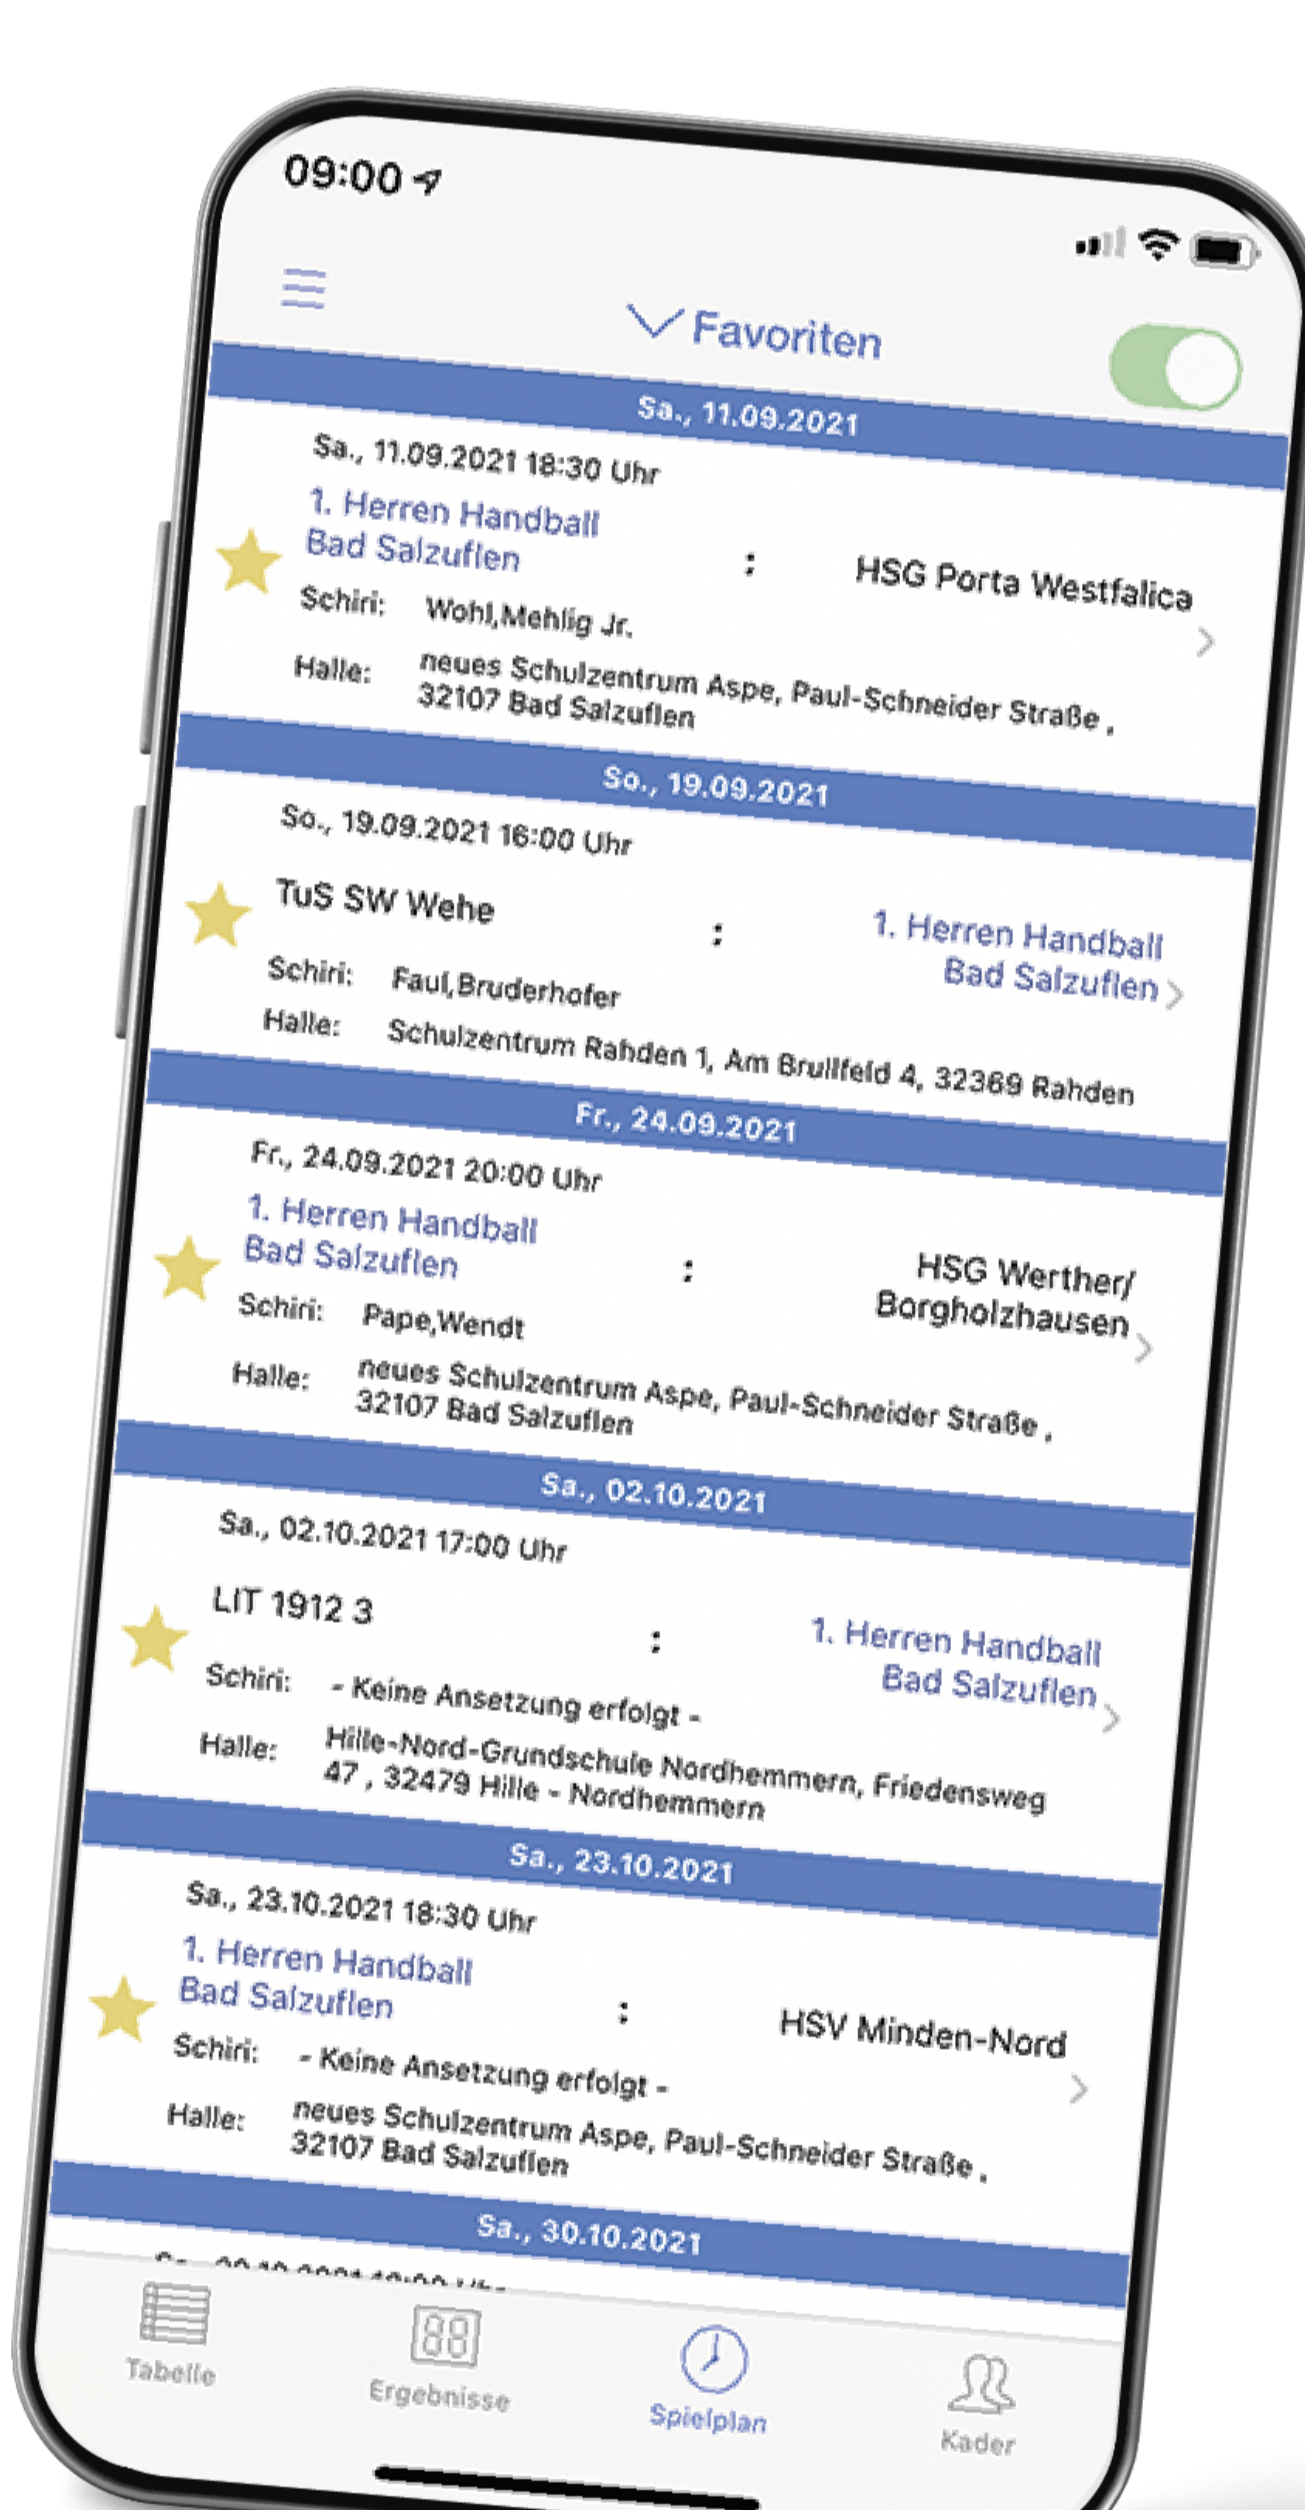 09:00
Favoriten
Sa., 11.09.2021
Sa., 11.09.2021 18:30 Uhr
1. Herren Handball
Bad Salzuflen
:
HSG Porta Westfalica
Schiri: Wohl,Mehlig Jr.
Halle: neues Schulzentrum Aspe, Paul-Schneider Straße ,
32107 Bad Salzuflen
So., 19.09.2021
So., 19.09.2021 16:00 Uhr
TuS SW Wehe
:
1. Herren Handball
Bad Salzuflen
Schiri: Faul,Bruderhofer
Halle: Schulzentrum Rahden 1, Am Brullfeld 4, 32369 Rahden
Fr., 24.09.2021
Fr., 24.09.2021 20:00 Uhr
1. Herren Handball
Bad Salzuflen
:
HSG Werther/
Borgholzhausen
Schiri: Pape,Wendt
Halle: neues Schulzentrum Aspe, Paul-Schneider Straße ,
32107 Bad Salzuflen
Sa., 02.10.2021
Sa., 02.10.2021 17:00 Uhr
LIT 1912 3
:
1. Herren Handball
Bad Salzuflen
Schiri: - Keine Ansetzung erfolgt -
Halle: Hille-Nord-Grundschule Nordhemmern, Friedensweg
47 , 32479 Hille - Nordhemmern
Sa., 23.10.2021
Sa., 23.10.2021 18:30 Uhr
1. Herren Handball
Bad Salzuflen
:
HSV Minden-Nord
Schiri: - Keine Ansetzung erfolgt -
Halle: neues Schulzentrum Aspe, Paul-Schneider Straße ,
32107 Bad Salzuflen
Sa., 30.10.2021
88
Tabelle
Ergebnisse
Spielplan
Kader